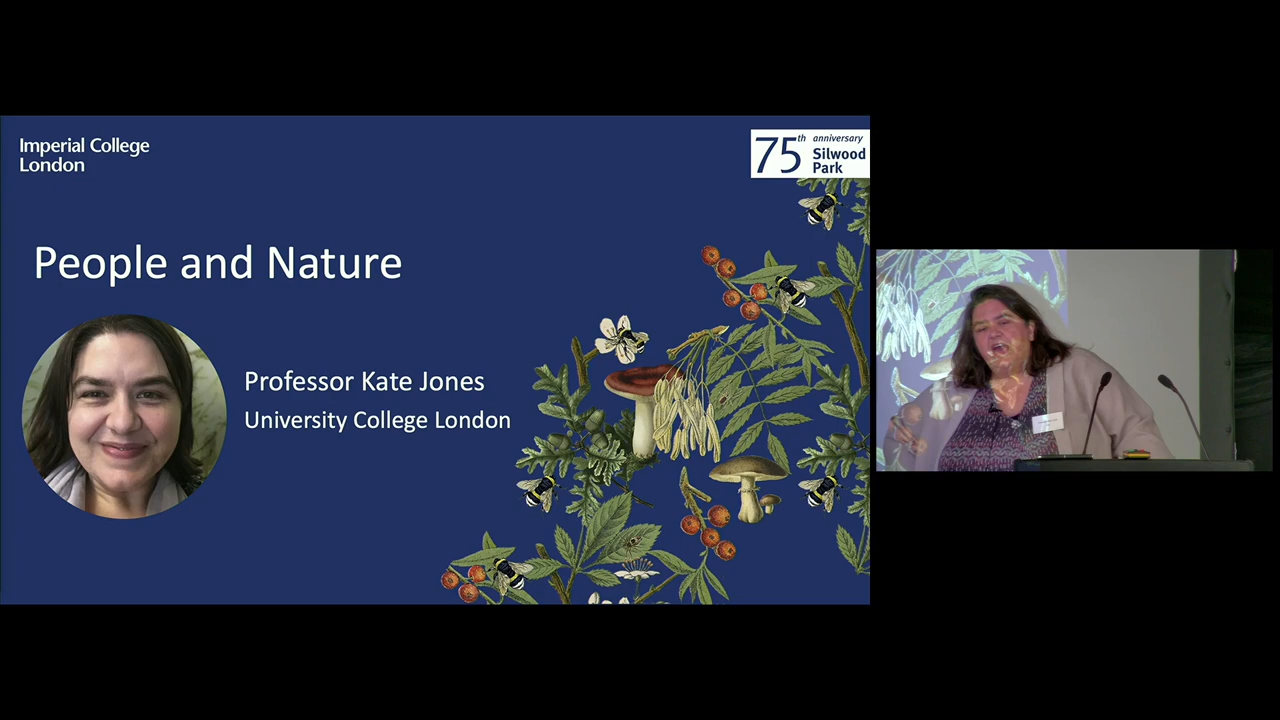 Imperial College
London
75th anniversary
Silwood
Park
People and Nature
Professor Kate Jones
University College London